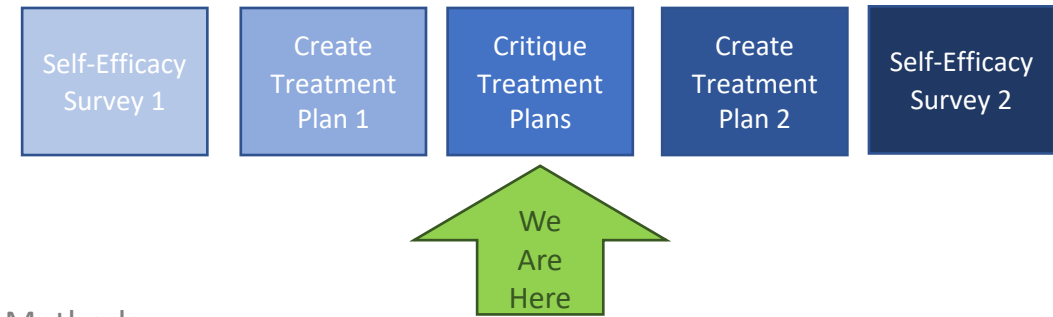 Self-Efficacy
Survey 1
Create
Treatment
Plan 1
Critique
Treatment
Plans
Create
Treatment
Plan 2
Self-Efficacy
Survey 2
We
Are
Here